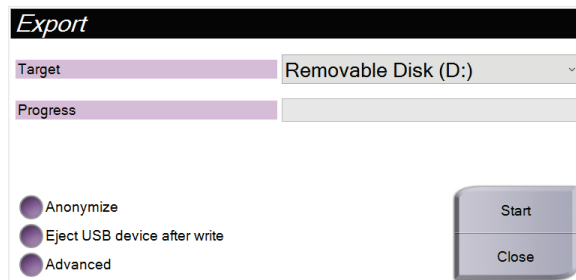 Export
Target
Removable Disk (D:)
Progress
Anonymize
Eject USB device after write
Advanced
Start
Close